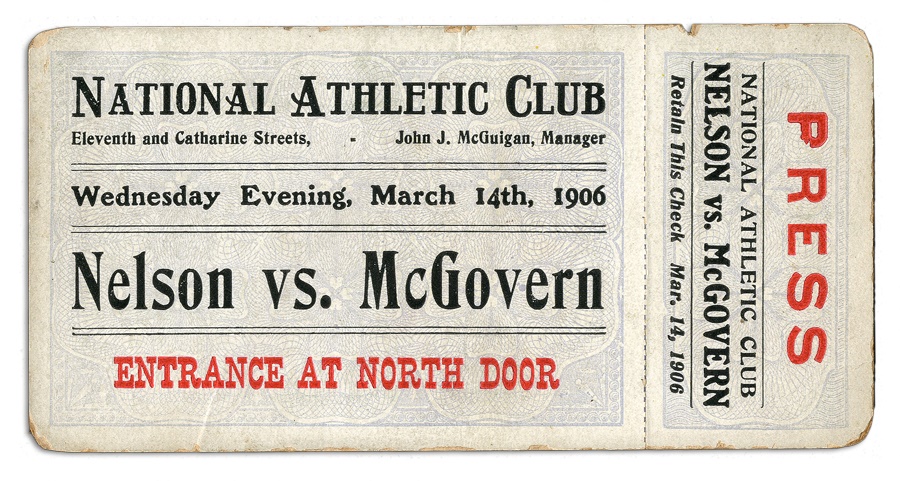 NATIONAL ATHLETIC CLUB
Eleventh and Catharine Streets, - John J. McGuigan, Manager
Wednesday Evening, March 14th, 1906
Nelson vs. McGovern
ENTRANCE AT NORTH DOOR
PRESS
NATIONAL ATHLETIC CLUB
NELSON vs. McGOVERN
Retain This Check Mar. 14, 1906